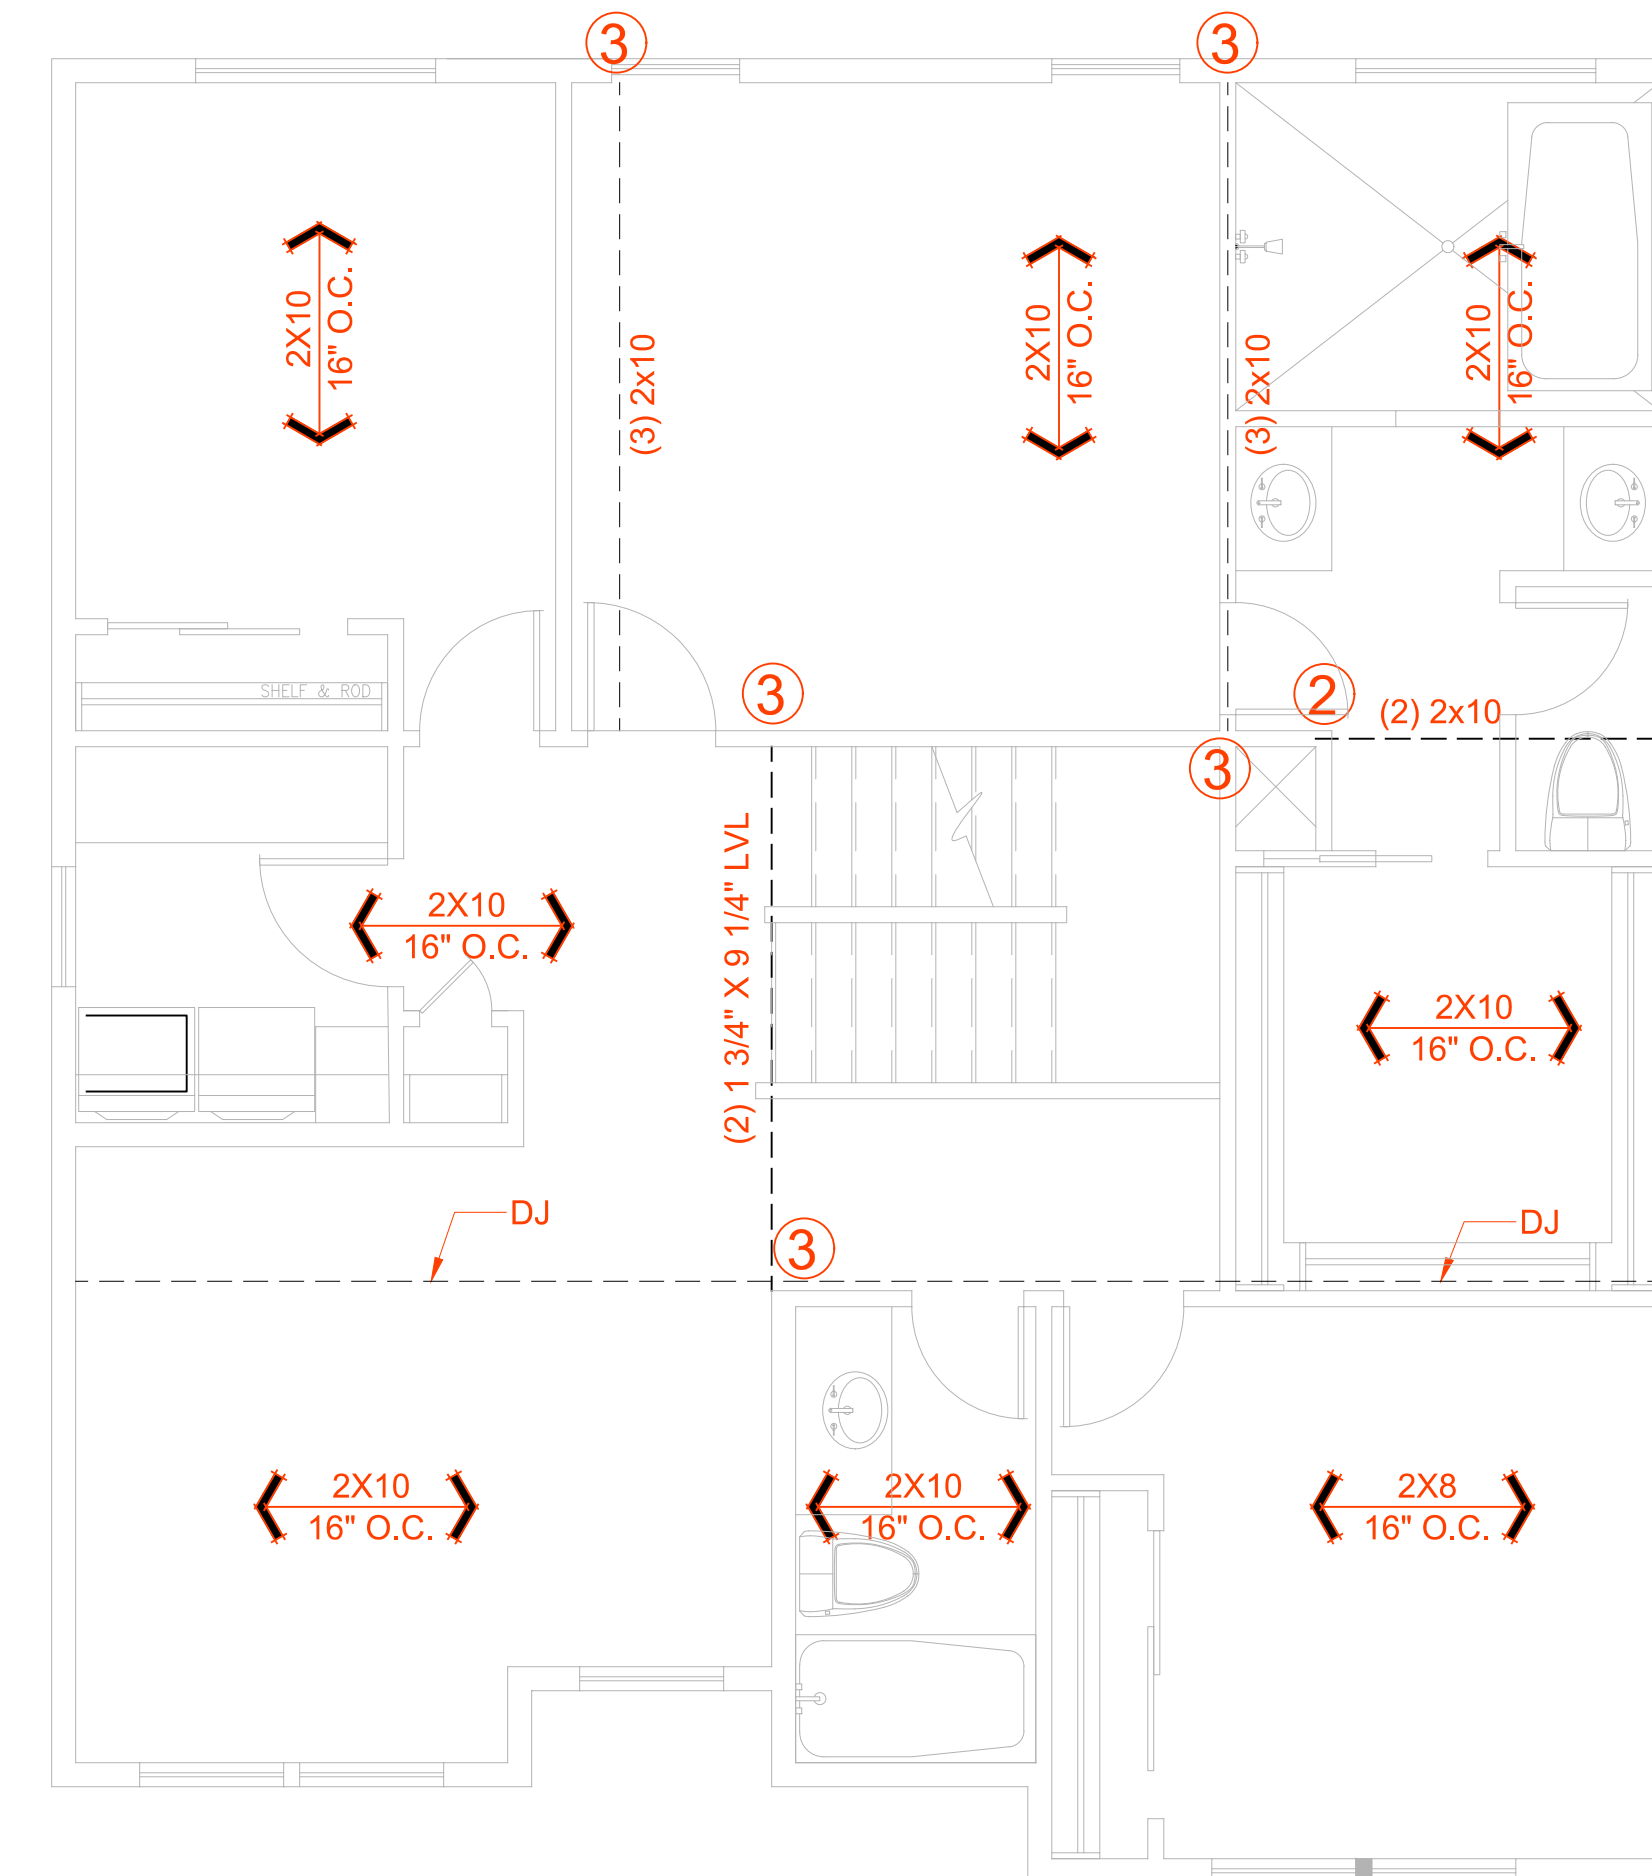 3
3
2X10
16" O.C.
(3) 2x10
2X10
16" O.C.
(3) 2x10
2X10
16" O.C.
SHELF & ROD
3
2
(2) 2x10
3
(2) 1 3/4" X 9 1/4" LVL
2X10
16" O.C.
2X10
16" O.C.
DJ
DJ
3
2X10
16" O.C.
2X10
16" O.C.
2X8
16" O.C.